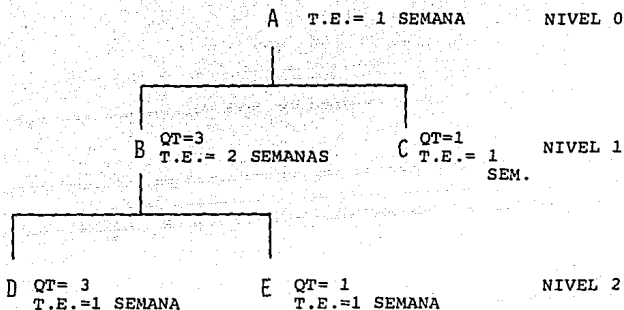 A T.E.= 1 SEMANA NIVEL 0
B QT=3 C QT=1 NIVEL 1
T.E.= 2 SEMANAS T.E.= 1
SEM.
D QT= 3 E QT= 1 NIVEL 2
T.E.=1 SEMANA T.E.=1 SEMANA